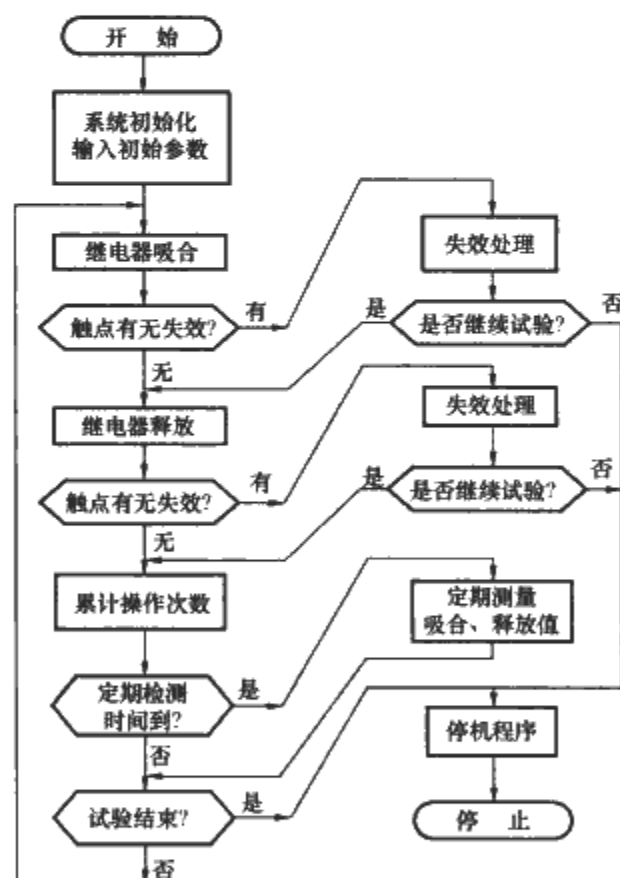 开 始
系统初始化
输入初始参数
继电器吸合
失效处理
触点有无失效?
有
是
是否继续试验?
否
无
继电器释放
失效处理
触点有无失效?
有
是
是否继续试验?
否
无
累计操作次数
定期测量
吸合、释放值
定期检测
时间到?
是
否
停机程序
试验结束?
是
停 止
否